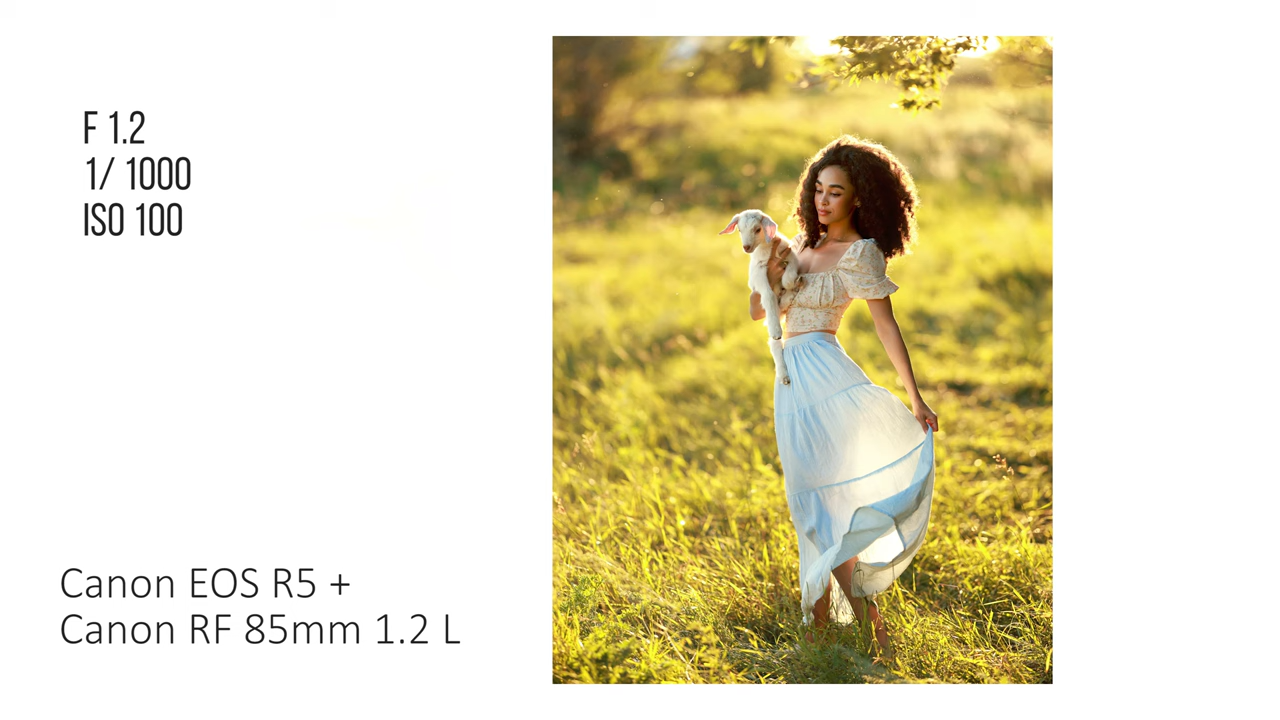 F 1.2
1/ 1000
ISO 100
Canon EOS R5 +
Canon RF 85mm 1.2 L